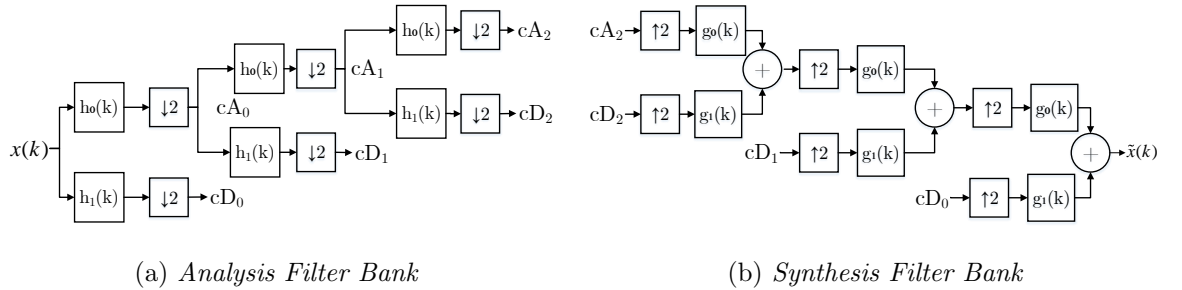 x(k)
h₀(k)
↓2
cA₀
h₀(k)
↓2
cA₁
h₀(k)
↓2
cA₂
h₁(k)
↓2
cD₂
h₁(k)
↓2
cD₁
h₁(k)
↓2
cD₀
(a) Analysis Filter Bank
cA₂
↑2
g₀(k)
cD₂
↑2
g₁(k)
+
↑2
g₀(k)
cD₁
↑2
g₁(k)
+
↑2
g₀(k)
cD₀
↑2
g₁(k)
+
x̃(k)
(b) Synthesis Filter Bank